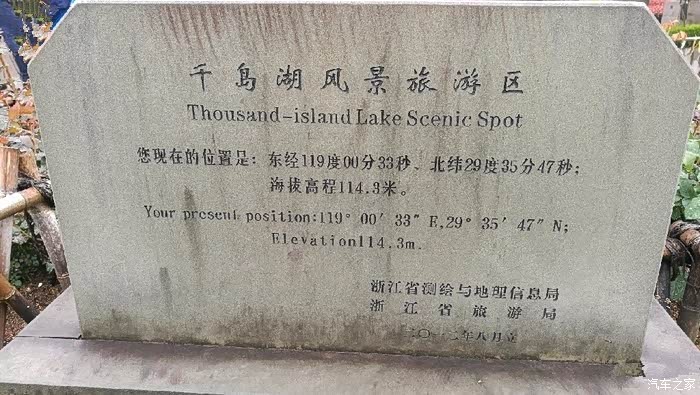 千岛湖风景旅游区
Thousand-island Lake Scenic Spot
您现在的位置是：东经119度00分33秒、北纬29度35分47秒；
海拔高程114.3米。
Your present position:119° 00′ 33″ E,29° 35′ 47″ N;
Elevation114.3m.
浙江省测绘与地理信息局
浙江省旅游局
二〇一二年八月立
汽车之家